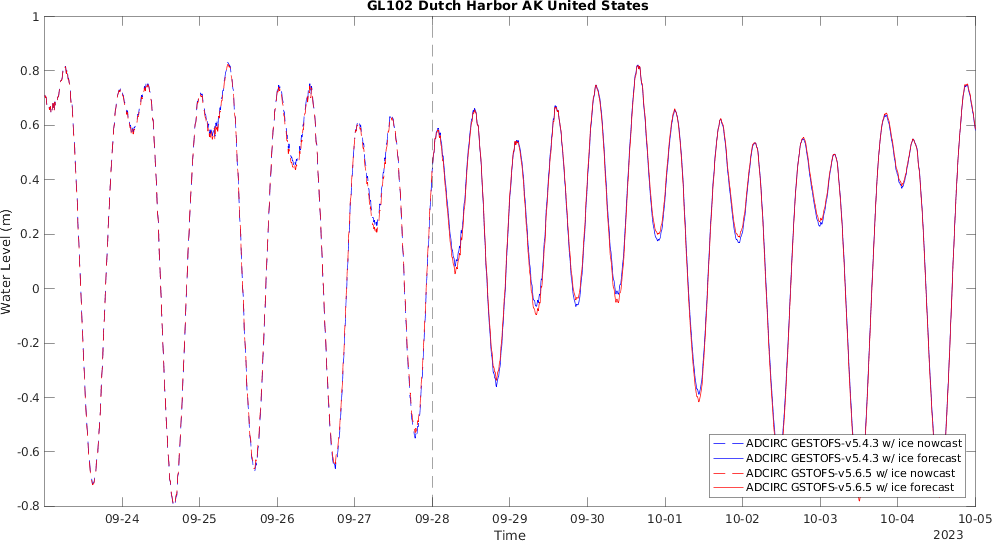 GL102 Dutch Harbor AK United States
1
0.8
0.6
0.4
0.2
0
-0.2
-0.4
-0.6
-0.8
Water Level (m)
ADCIRC GESTOFS-v5.4.3 w/ ice nowcast
ADCIRC GESTOFS-v5.4.3 w/ ice forecast
ADCIRC GSTOFS-v5.6.5 w/ ice nowcast
ADCIRC GSTOFS-v5.6.5 w/ ice forecast
09-24 09-25 09-26 09-27 09-28 09-29 09-30 10-01 10-02 10-03 10-04 10-05
Time
2023